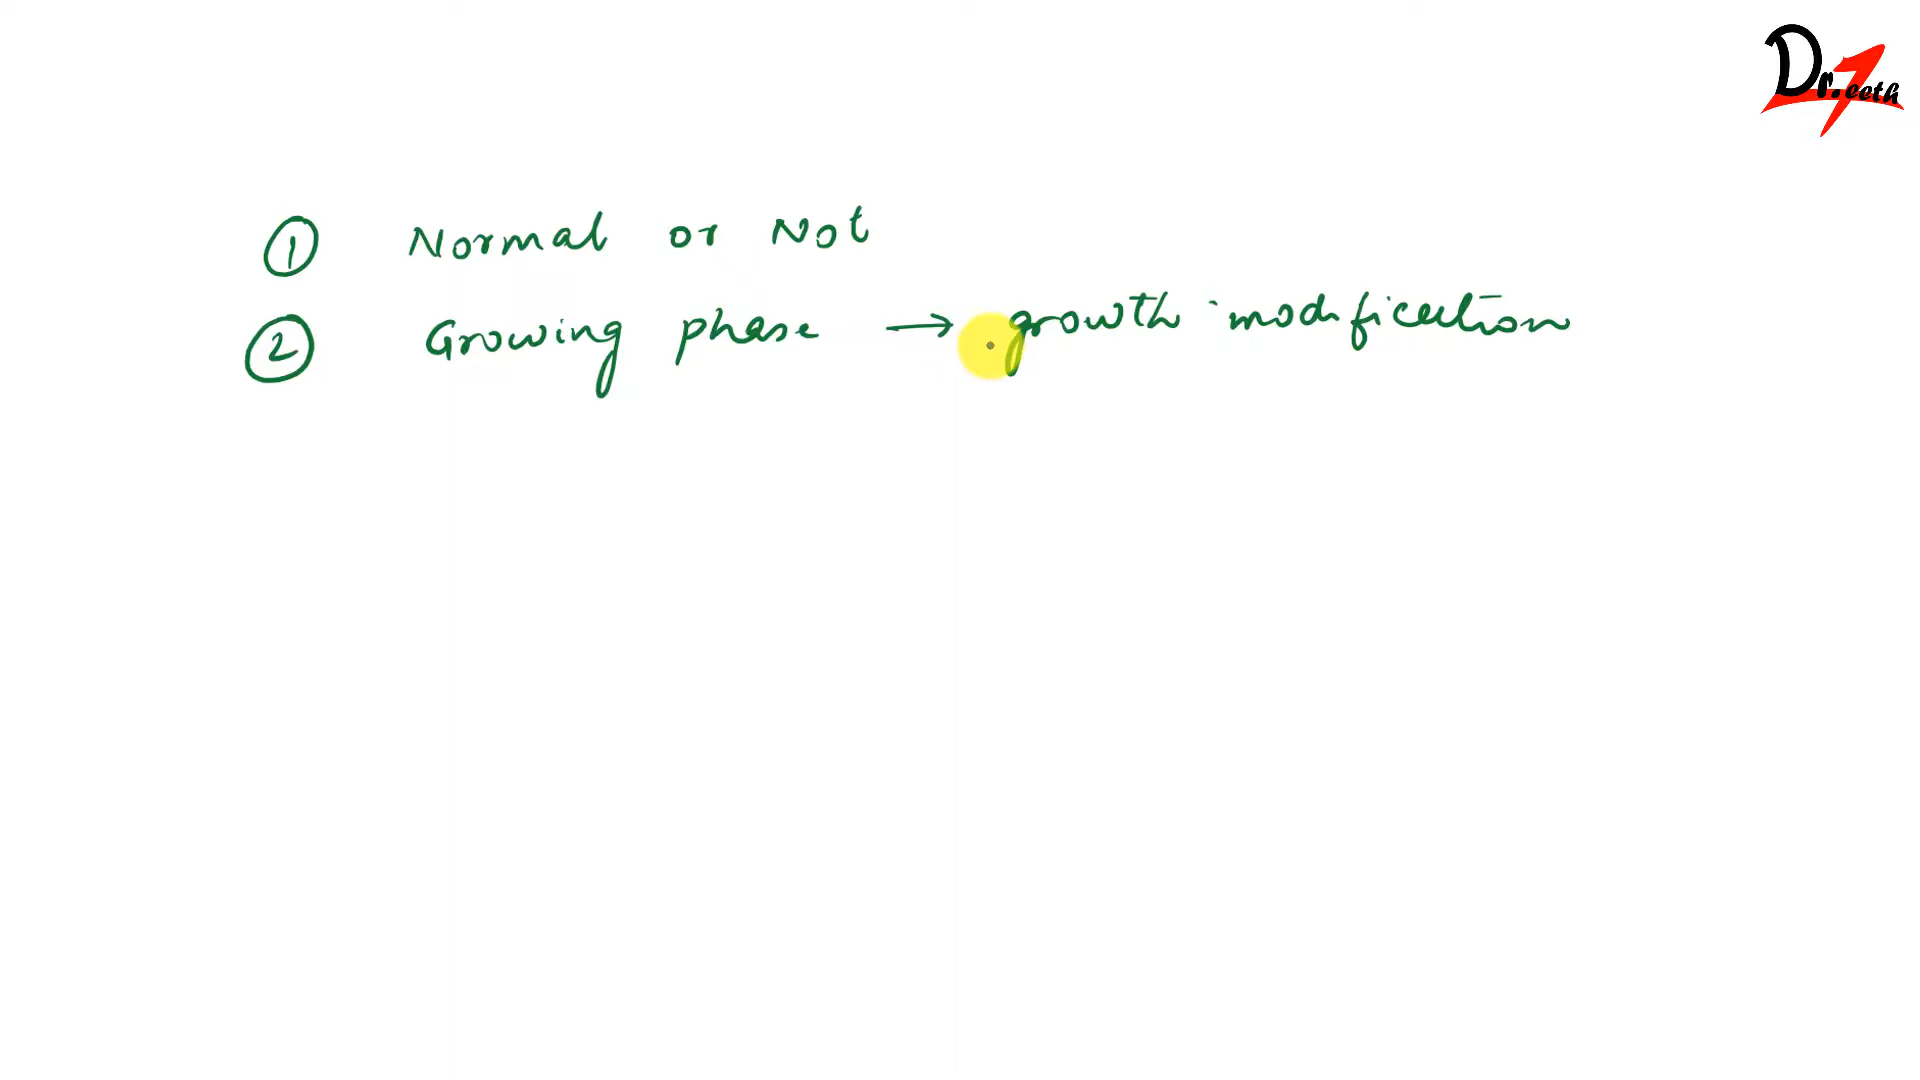 Dr. Teeth
① Normal or Not
② Growing phase → growth modification